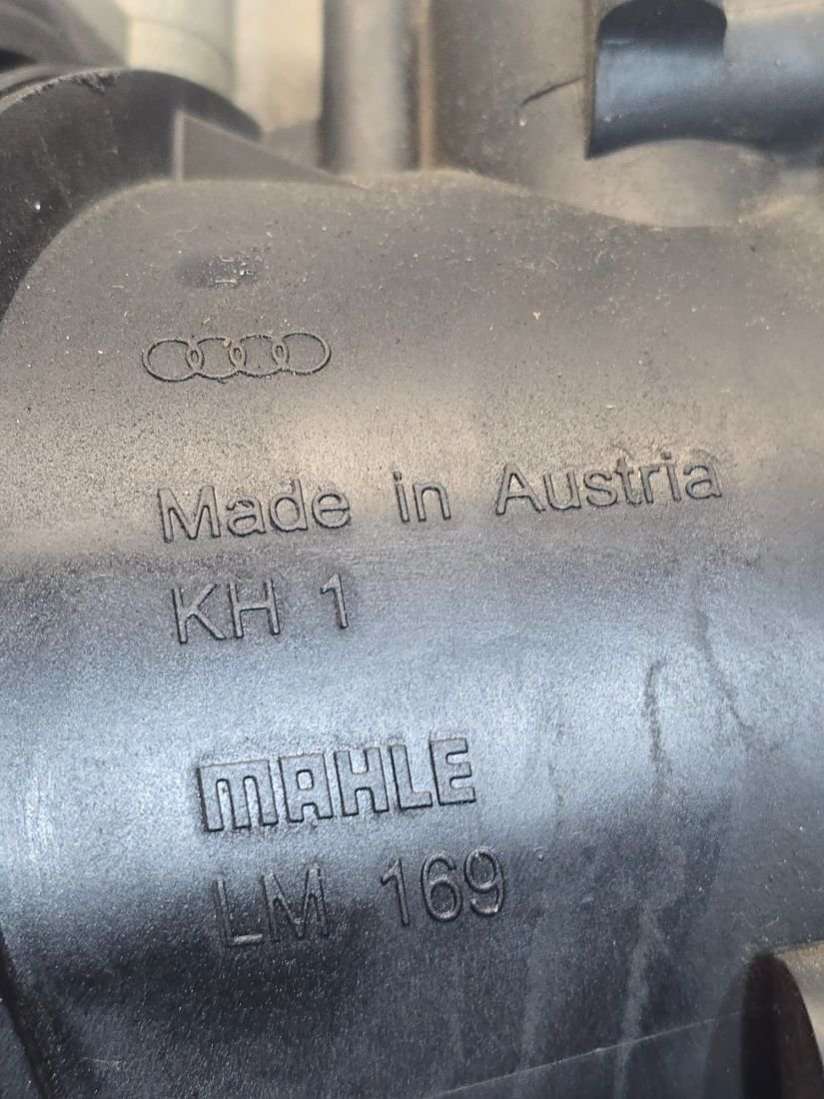 Made in Austria
KH 1
MAHLE
LM 169